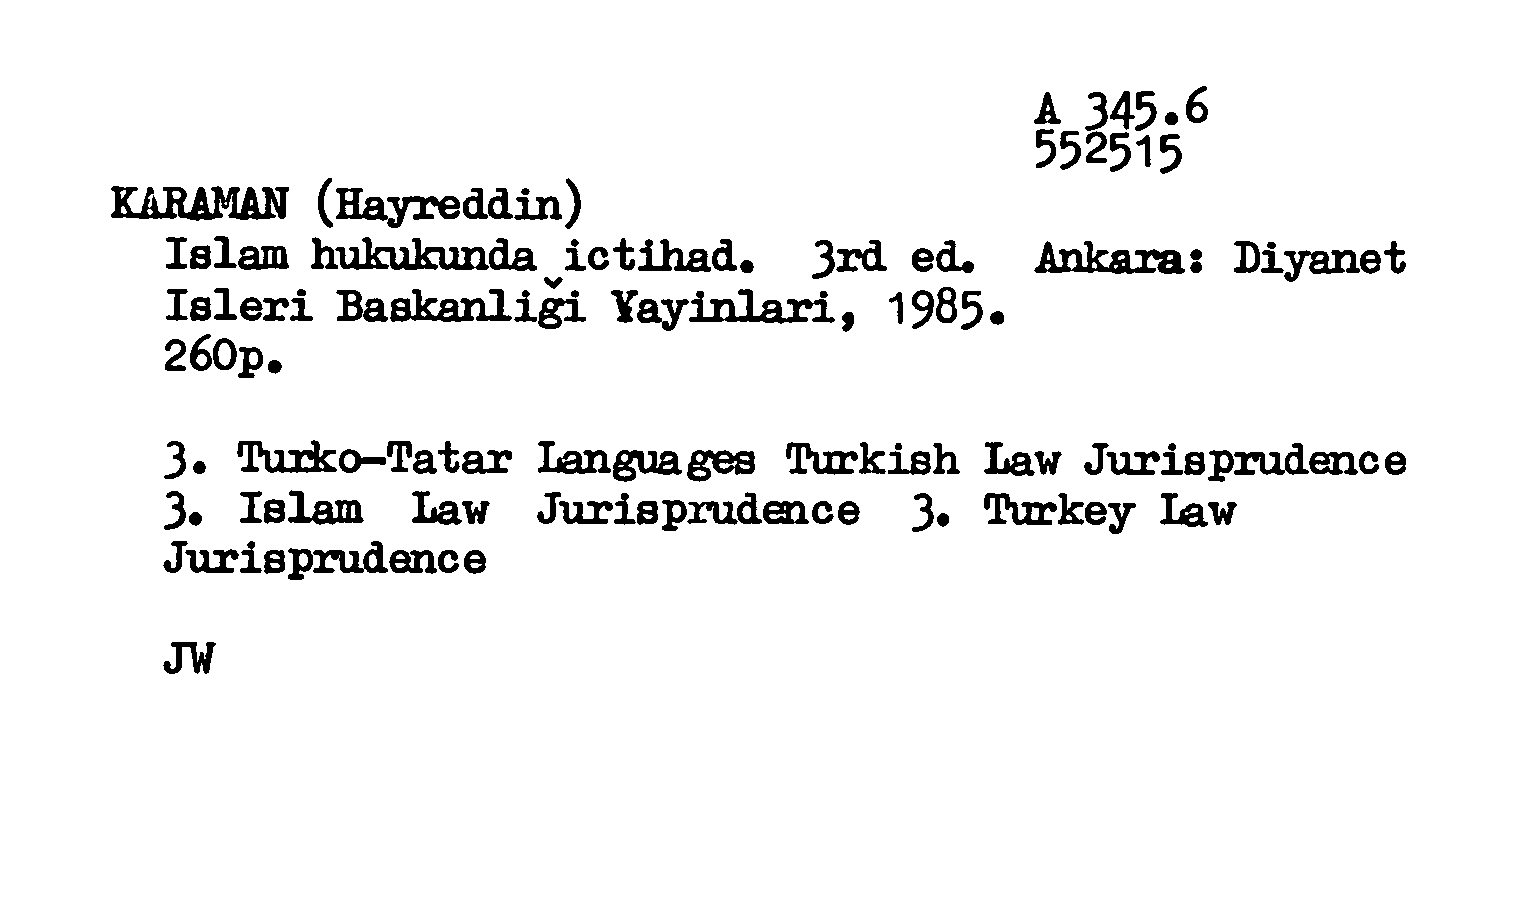 A 345.6
552515
KARAMAN (Hayreddin)
Islam hukukunda ictihad. 3rd ed. Ankara: Diyanet
Isleri Baskanliği Yayinlari, 1985.
260p.
3. Turko-Tatar Languages Turkish Law Jurisprudence
3. Islam Law Jurisprudence 3. Turkey Law
Jurisprudence
JW